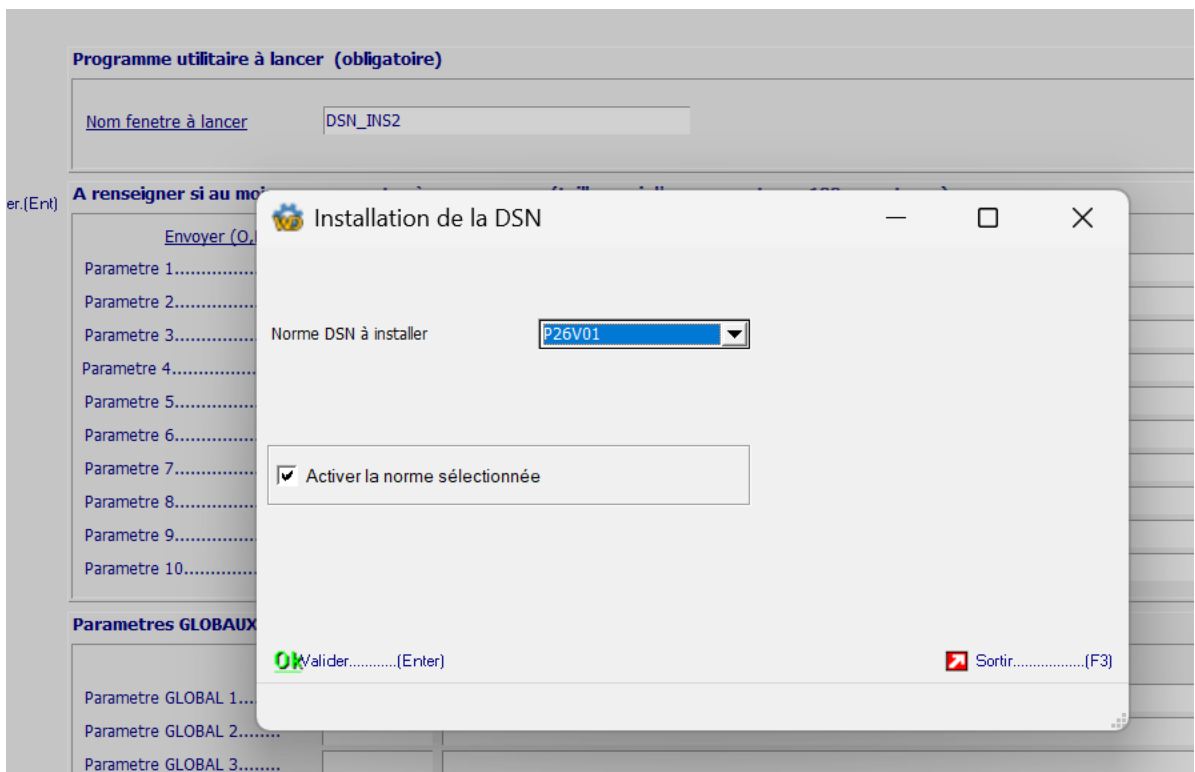 Programme utilitaire à lancer (obligatoire)
Nom fenetre à lancer
DSN_INS2
er.(Ent)
A renseigner si au mo
Envoyer (O,
Parametre 1...............
Parametre 2...............
Parametre 3...............
Parametre 4...............
Parametre 5...............
Parametre 6...............
Parametre 7...............
Parametre 8...............
Parametre 9...............
Parametre 10.............
Parametres GLOBAUX
Parametre GLOBAL 1....
Parametre GLOBAL 2........
Parametre GLOBAL 3........
Installation de la DSN
Norme DSN à installer
P26V01
Activer la norme sélectionnée
Ok Valider...........(Enter)
Sortir.................(F3)